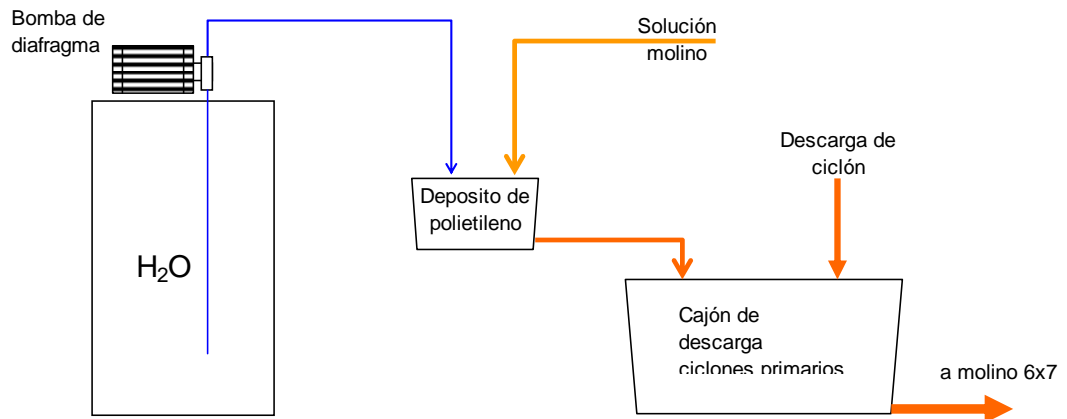 Bomba de
diafragma
Solución
molino
Descarga de
ciclón
Deposito de
polietileno
H₂O
Cajón de
descarga
ciclones primarios
a molino 6x7